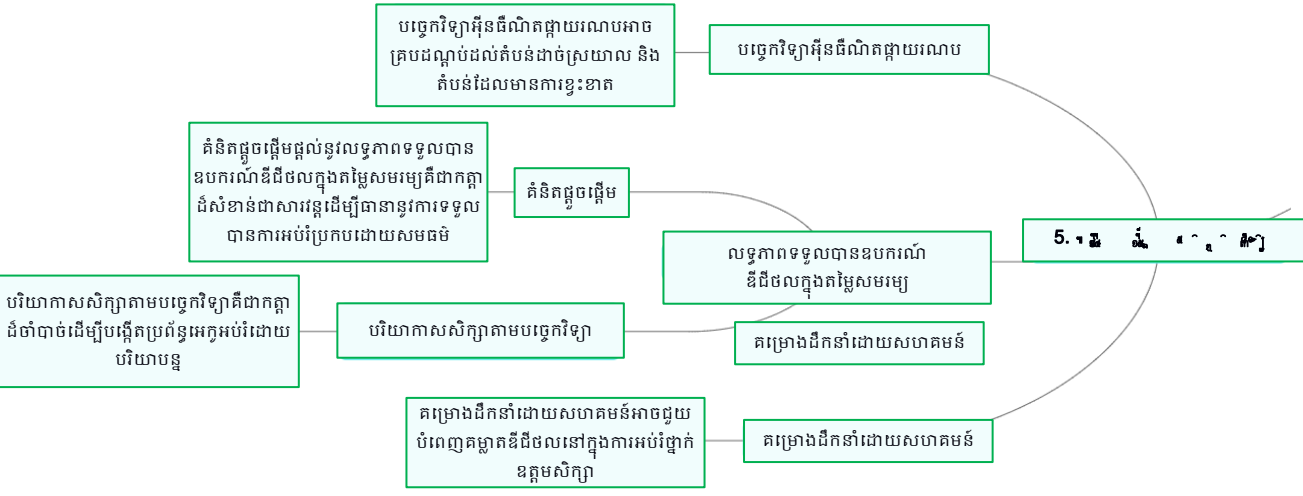 បច្ចេកវិទ្យាអ៊ីនធឺណិតផ្កាយរណបអាច
គ្របដណ្តប់ដល់តំបន់ដាច់ស្រយាល និង
តំបន់ដែលមានការខ្វះខាត
បច្ចេកវិទ្យាអ៊ីនធឺណិតផ្កាយរណប
គំនិតផ្តួចផ្តើមផ្តល់នូវលទ្ធភាពទទួលបាន
ឧបករណ៍ឌីជីថលក្នុងតម្លៃសមរម្យគឺជាកត្តា
ដ៏សំខាន់ជាសារវន្តដើម្បីធានានូវការទទួល
បានការអប់រំប្រកបដោយសមធម៌
គំនិតផ្តួចផ្តើម
លទ្ធភាពទទួលបានឧបករណ៍
ឌីជីថលក្នុងតម្លៃសមរម្យ
5.
បរិយាកាសសិក្សាតាមបច្ចេកវិទ្យាគឺជាកត្តា
ដ៏ចាំបាច់ដើម្បីបង្កើតប្រព័ន្ធអេកូអប់រំដោយ
បរិយាបន្ន
បរិយាកាសសិក្សាតាមបច្ចេកវិទ្យា
គម្រោងដឹកនាំដោយសហគមន៍
គម្រោងដឹកនាំដោយសហគមន៍អាចជួយ
បំពេញគម្លាតឌីជីថលនៅក្នុងការអប់រំថ្នាក់
ឧត្តមសិក្សា
គម្រោងដឹកនាំដោយសហគមន៍